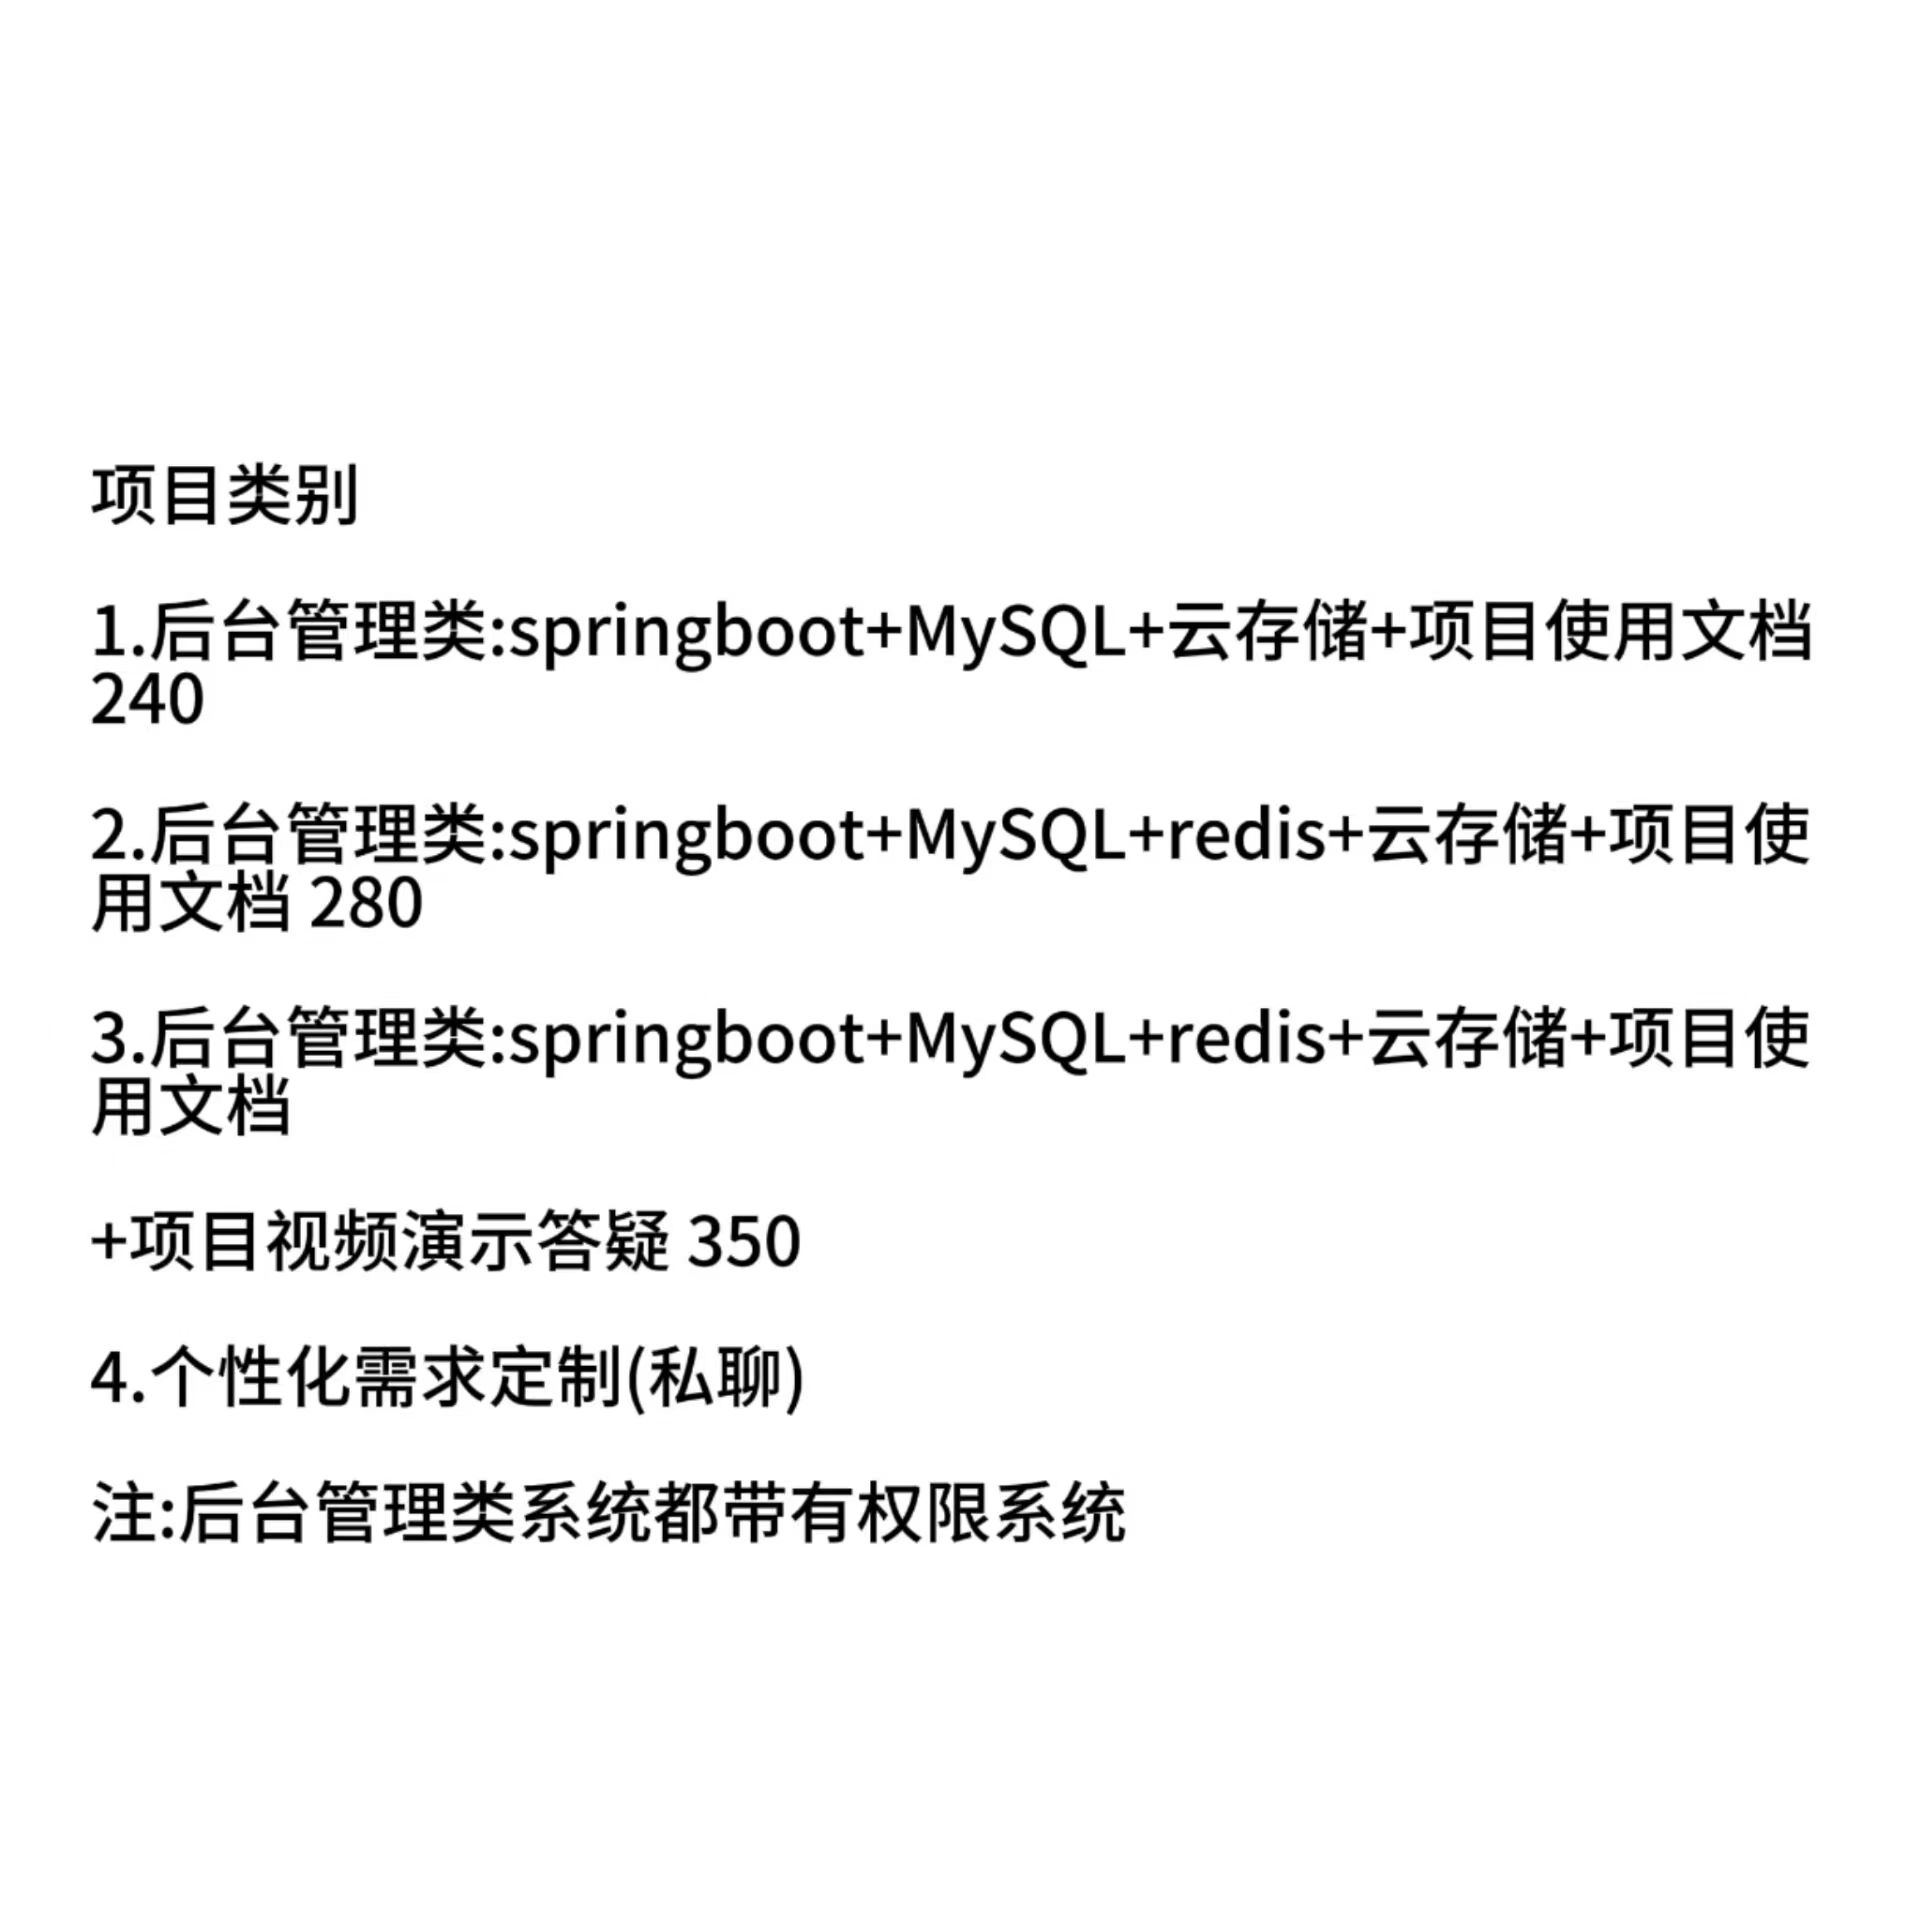 项目类别
1.后台管理类:springboot+MySQL+云存储+项目使用文档
240
2.后台管理类:springboot+MySQL+redis+云存储+项目使
用文档 280
3.后台管理类:springboot+MySQL+redis+云存储+项目使
用文档
+项目视频演示答疑 350
4.个性化需求定制(私聊)
注:后台管理类系统都带有权限系统